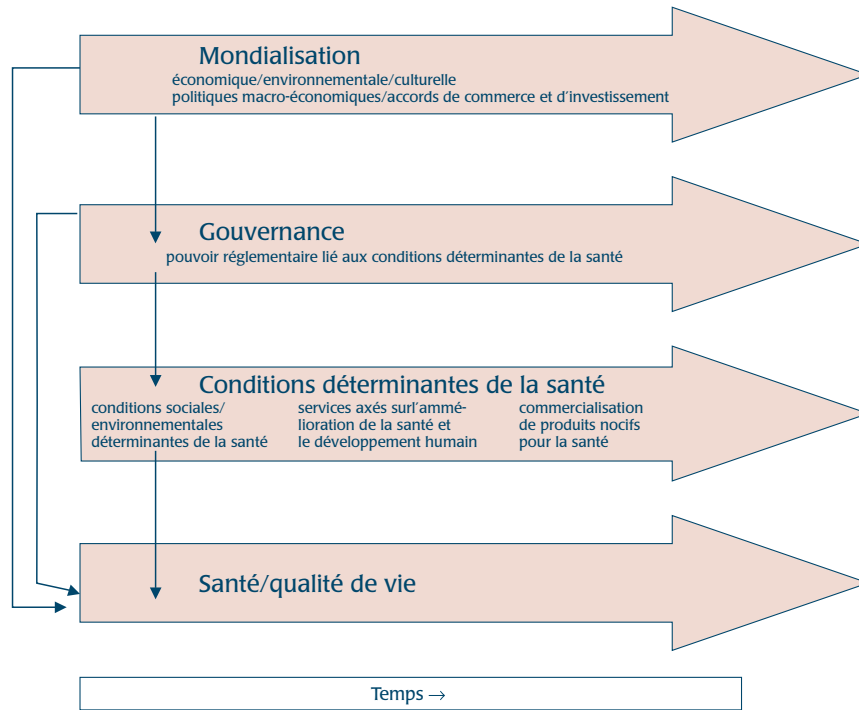 Mondialisation
économique/environnementale/culturelle
politiques macro-économiques/accords de commerce et d'investissement
Gouvernance
pouvoir réglementaire lié aux conditions déterminantes de la santé
Conditions déterminantes de la santé
conditions sociales/
environnementales
déterminantes de la santé
services axés surl'ammé-
lioration de la santé et
le développement humain
commercialisation
de produits nocifs
pour la santé
Santé/qualité de vie
Temps →